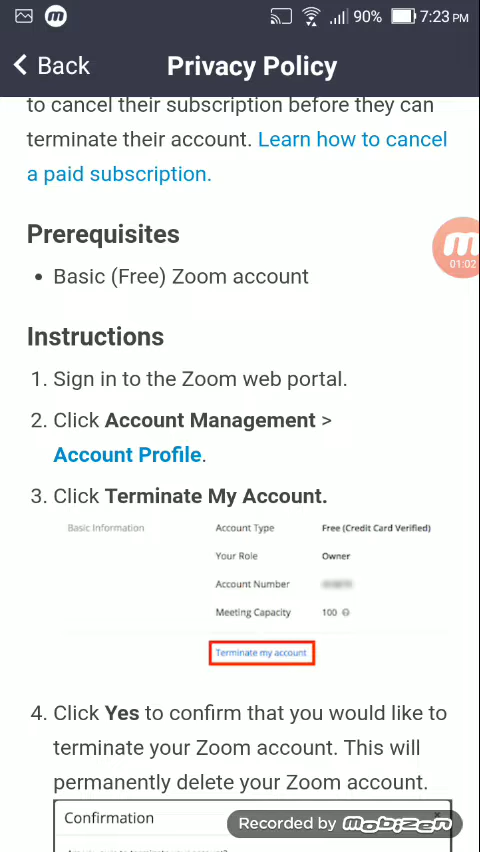 90% 7:23 PM
Back Privacy Policy
to cancel their subscription before they can
terminate their account. Learn how to cancel
a paid subscription.
Prerequisites
• Basic (Free) Zoom account
01:02
Instructions
1. Sign in to the Zoom web portal.
2. Click Account Management >
Account Profile.
3. Click Terminate My Account.
Basic Information Account Type Free (Credit Card Verified)
Your Role Owner
Account Number
Meeting Capacity 100
Terminate my account
4. Click Yes to confirm that you would like to
terminate your Zoom account. This will
permanently delete your Zoom account.
Confirmation
Recorded by Mobizen